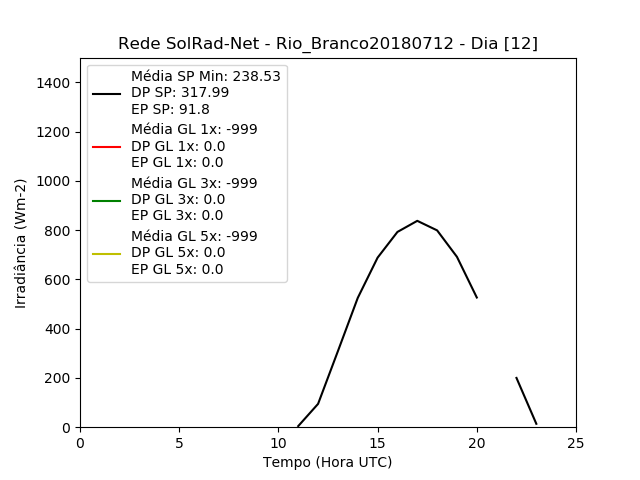 Rede SolRad-Net - Rio_Branco20180712 - Dia [12]
Média SP Min: 238.53
DP SP: 317.99
EP SP: 91.8
Média GL 1x: -999
DP GL 1x: 0.0
EP GL 1x: 0.0
Média GL 3x: -999
DP GL 3x: 0.0
EP GL 3x: 0.0
Média GL 5x: -999
DP GL 5x: 0.0
EP GL 5x: 0.0
Irradiância (Wm-2)
1400
1200
1000
800
600
400
200
0
0 5 10 15 20 25
Tempo (Hora UTC)